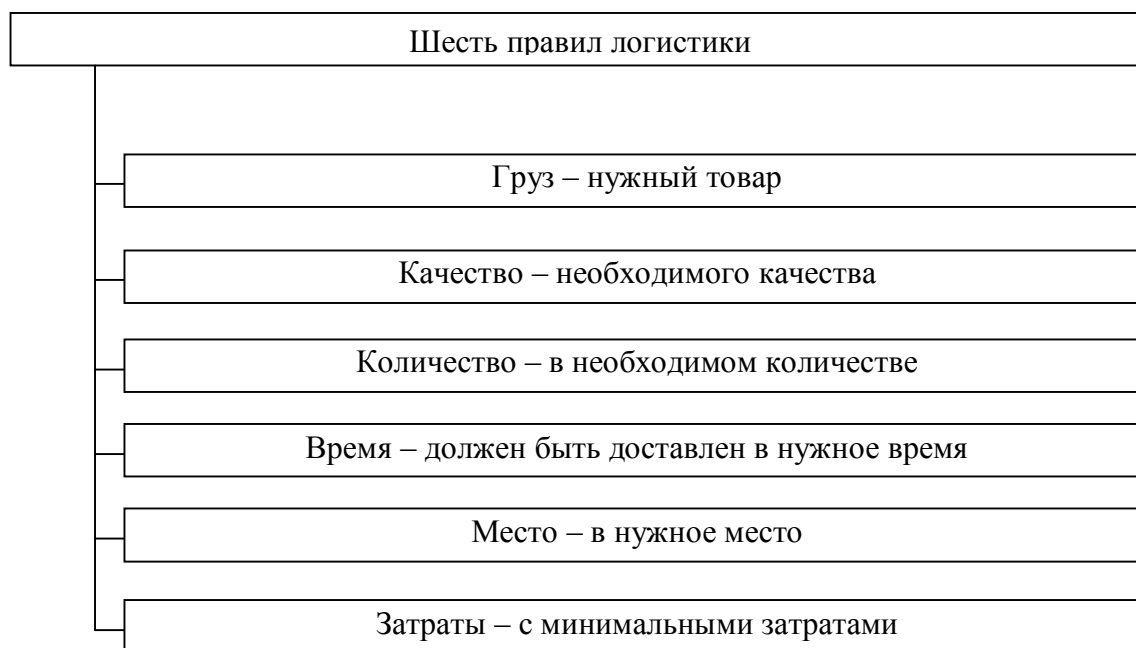 Шесть правил логистики
Груз – нужный товар
Качество – необходимого качества
Количество – в необходимом количестве
Время – должен быть доставлен в нужное время
Место – в нужное место
Затраты – с минимальными затратами